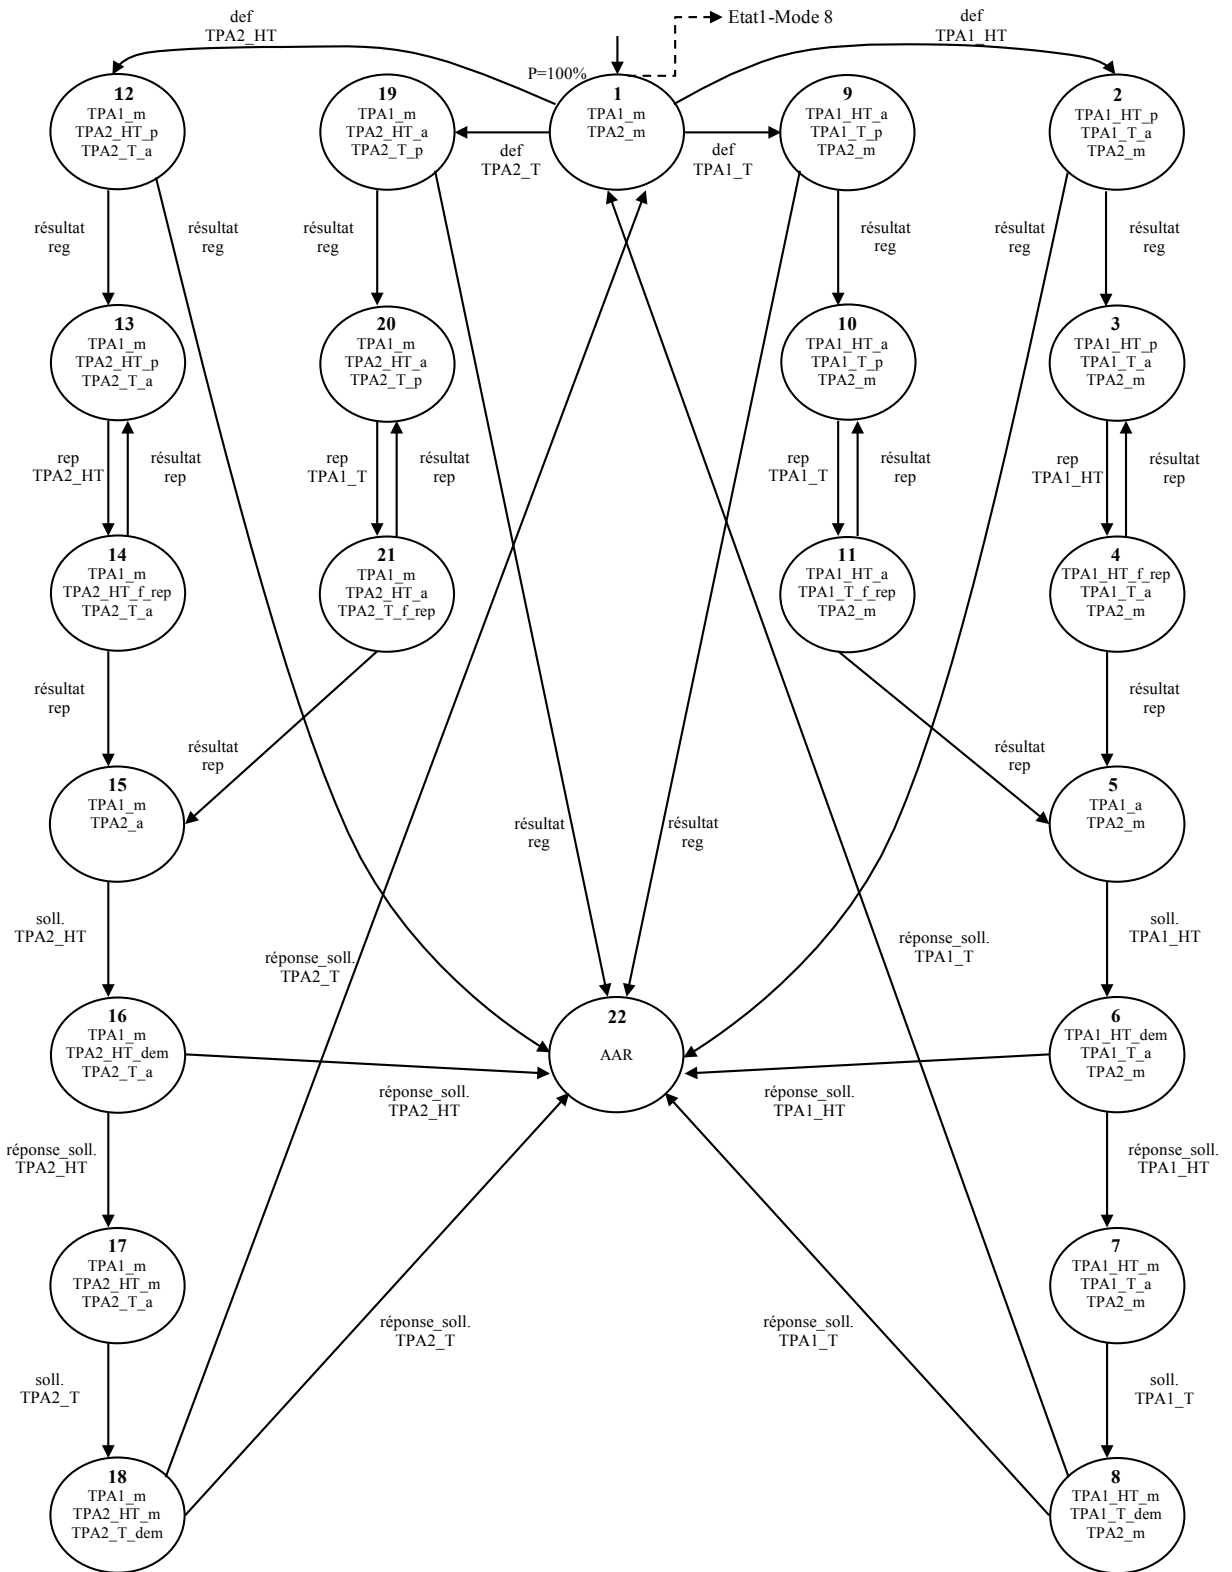 def
TPA2_HT
Etat1-Mode 8
def
TPA1_HT
P=100%
12
TPA1_m
TPA2_HT_p
TPA2_T_a
19
TPA1_m
TPA2_HT_a
TPA2_T_p
1
TPA1_m
TPA2_m
9
TPA1_HT_a
TPA1_T_p
TPA2_m
2
TPA1_HT_p
TPA1_T_a
TPA2_m
def
TPA2_T
def
TPA1_T
résultat
reg
résultat
reg
résultat
reg
résultat
reg
résultat
reg
résultat
reg
13
TPA1_m
TPA2_HT_p
TPA2_T_a
20
TPA1_m
TPA2_HT_a
TPA2_T_p
10
TPA1_HT_a
TPA1_T_p
TPA2_m
3
TPA1_HT_p
TPA1_T_a
TPA2_m
rep
TPA2_HT
résultat
rep
rep
TPA1_T
résultat
rep
rep
TPA1_T
résultat
rep
rep
TPA1_HT
résultat
rep
14
TPA1_m
TPA2_HT_f_rep
TPA2_T_a
21
TPA1_m
TPA2_HT_a
TPA2_T_f_rep
11
TPA1_HT_a
TPA1_T_f_rep
TPA2_m
4
TPA1_HT_f_rep
TPA1_T_a
TPA2_m
résultat
rep
résultat
rep
résultat
rep
résultat
rep
15
TPA1_m
TPA2_a
5
TPA1_a
TPA2_m
résultat
reg
résultat
reg
soll.
TPA2_HT
réponse_soll.
TPA2_T
réponse_soll.
TPA1_T
soll.
TPA1_HT
16
TPA1_m
TPA2_HT_dem
TPA2_T_a
22
AAR
6
TPA1_HT_dem
TPA1_T_a
TPA2_m
réponse_soll.
TPA2_HT
réponse_soll.
TPA1_HT
réponse_soll.
TPA2_HT
réponse_soll.
TPA1_HT
17
TPA1_m
TPA2_HT_m
TPA2_T_a
7
TPA1_HT_m
TPA1_T_a
TPA2_m
réponse_soll.
TPA2_T
réponse_soll.
TPA1_T
soll.
TPA2_T
soll.
TPA1_T
18
TPA1_m
TPA2_HT_m
TPA2_T_dem
8
TPA1_HT_m
TPA1_T_dem
TPA2_m